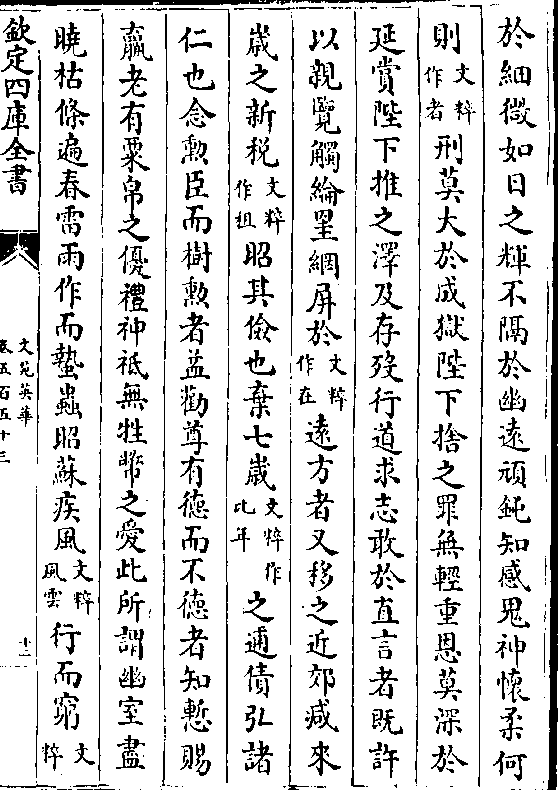 於細微如日之輝不隔於幽遠頑鈍知感鬼神懷柔何
則文粹作者刑莫大於成獄陛下捨之罪無輕重恩莫深於
延賞陛下推之澤及存歿行道求志敢於直言者既許
以親覽觸綸罣網屏於文粹作在遠方者又移之近郊減來
歲之新税文粹作祖昭其儉也棄七歲文粹作比年之逋債弘諸
仁也念勲臣而樹勲者益勸尊有德而不德者知慙賜
羸老有粟帛之優禮神祇無牲幣之愛此所謂幽室盡
曉枯條遍春雷雨作而蟄蟲昭蘇疾風文粹風雲行而窮文粹
欽定四庫全書
文苑英華
卷五百五十三
十二